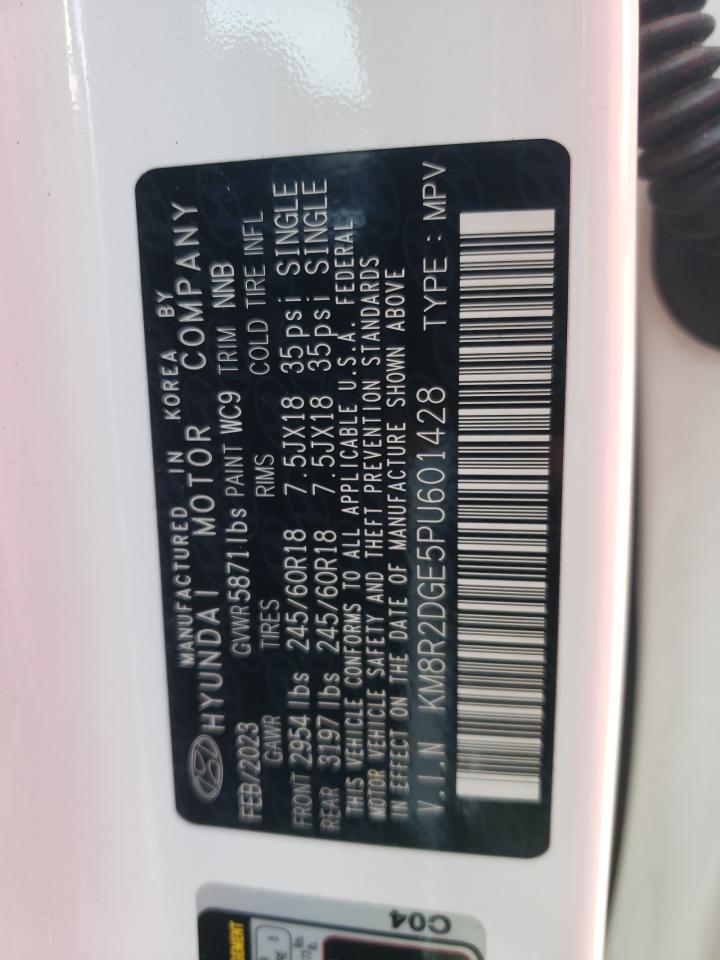 MANUFACTURED IN KOREA BY
HYUNDAI MOTOR COMPANY
FEB/2023 GVWR 5871 lbs PAINT WC9 TRIM NNB
GAWR TIRES RIMS COLD TIRE INFL
FRONT 2954 lbs 245/60R18 7.5JX18 35psi SINGLE
REAR 3197 lbs 245/60R18 7.5JX18 35psi SINGLE
THIS VEHICLE CONFORMS TO ALL APPLICABLE U.S.A. FEDERAL
MOTOR VEHICLE SAFETY AND THEFT PREVENTION STANDARDS
IN EFFECT ON THE DATE OF MANUFACTURE SHOWN ABOVE
V.I.N KM8R2DGE5PU601428 TYPE : MPV
C04